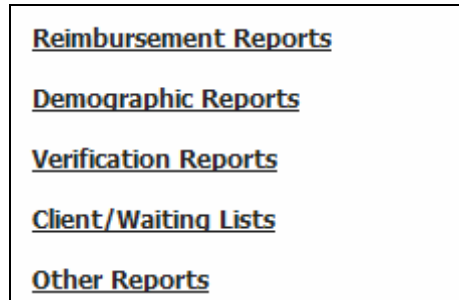 Reimbursement Reports
Demographic Reports
Verification Reports
Client/Waiting Lists
Other Reports